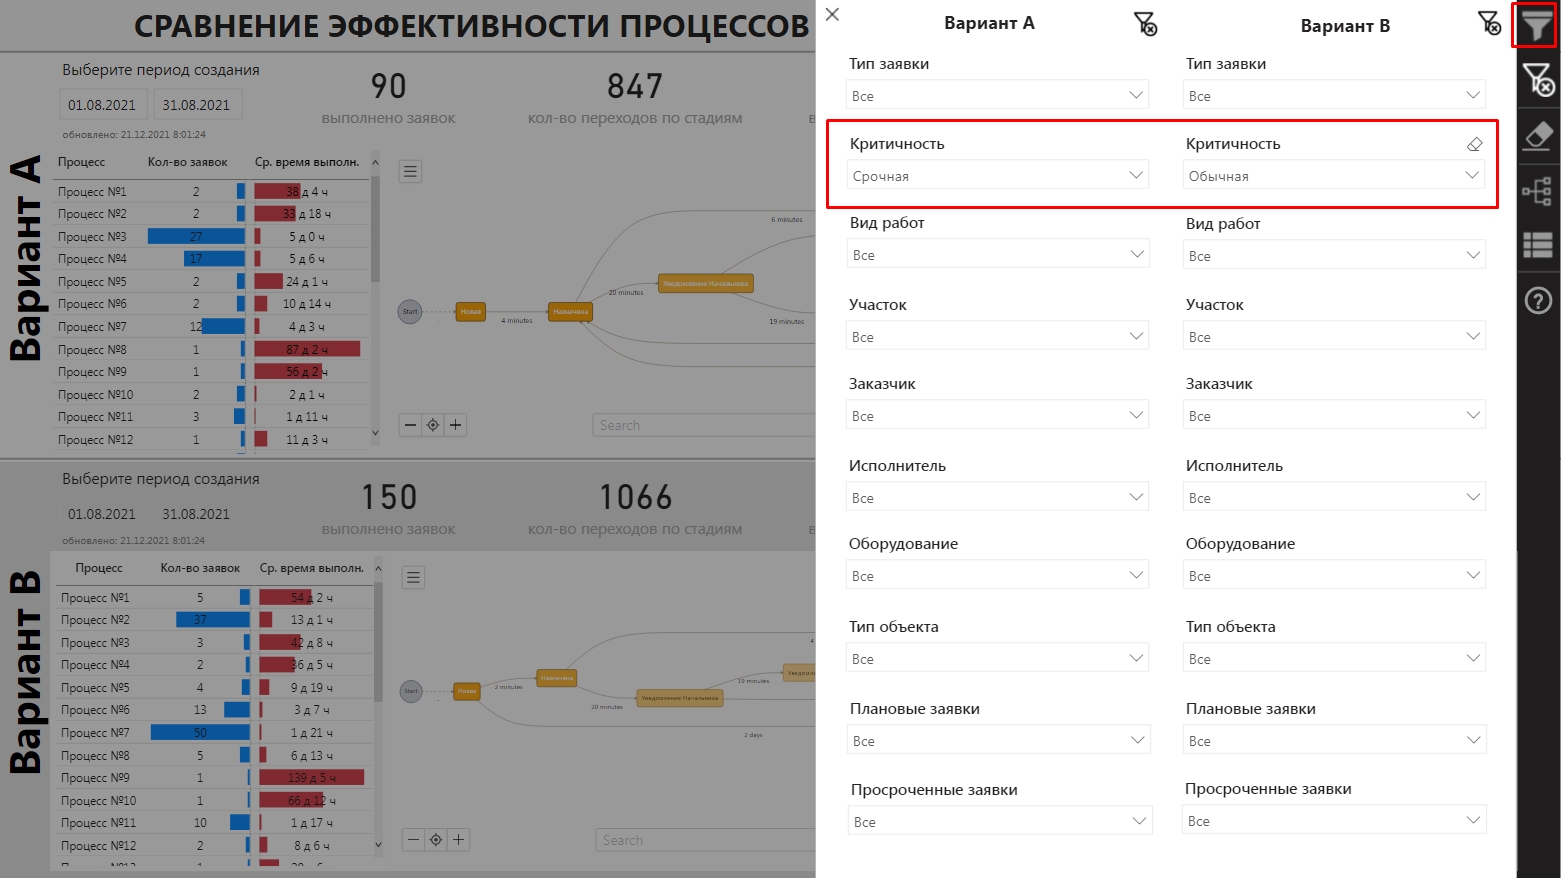 СРАВНЕНИЕ ЭФФЕКТИВНОСТИ ПРОЦЕССОВ
Вариант A
Выберите период создания
01.08.2021 31.08.2021
обновлено: 21.12.2021 8:01:24
90
выполнено заявок
847
кол-во переходов по стадиям
Процесс Кол-во заявок Ср. время выполн.
Процесс №1 2 38 д 4 ч
Процесс №2 2 33 д 18 ч
Процесс №3 27 5 д 0 ч
Процесс №4 17 5 д 6 ч
Процесс №5 2 24 д 1 ч
Процесс №6 2 10 д 14 ч
Процесс №7 12 4 д 3 ч
Процесс №8 1 87 д 2 ч
Процесс №9 1 56 д 2 ч
Процесс №10 2 2 д 1 ч
Процесс №11 3 1 д 11 ч
Процесс №12 1 11 д 3 ч
Start
Новая
4 minutes
Назначена
20 minutes
Уведомление Начальника
6 minutes
19 minutes
Search
Вариант B
Выберите период создания
01.08.2021 31.08.2021
обновлено: 21.12.2021 8:01:24
150
выполнено заявок
1066
кол-во переходов по стадиям
Процесс Кол-во заявок Ср. время выполн.
Процесс №1 5 54 д 2 ч
Процесс №2 37 13 д 1 ч
Процесс №3 3 42 д 8 ч
Процесс №4 2 36 д 5 ч
Процесс №5 4 9 д 19 ч
Процесс №6 13 3 д 7 ч
Процесс №7 50 1 д 21 ч
Процесс №8 5 6 д 13 ч
Процесс №9 1 139 д 5 ч
Процесс №10 1 66 д 12 ч
Процесс №11 10 1 д 17 ч
Процесс №12 2 8 д 6 ч
Start
Новая
2 minutes
Назначена
20 minutes
Уведомление Начальника
19 minutes
4
2 days
Search
Вариант A Вариант B
Тип заявки Тип заявки
Все Все
Критичность Критичность
Срочная Обычная
Вид работ Вид работ
Все Все
Участок Участок
Все Все
Заказчик Заказчик
Все Все
Исполнитель Исполнитель
Все Все
Оборудование Оборудование
Все Все
Тип объекта Тип объекта
Все Все
Плановые заявки Плановые заявки
Все Все
Просроченные заявки Просроченные заявки
Все Все